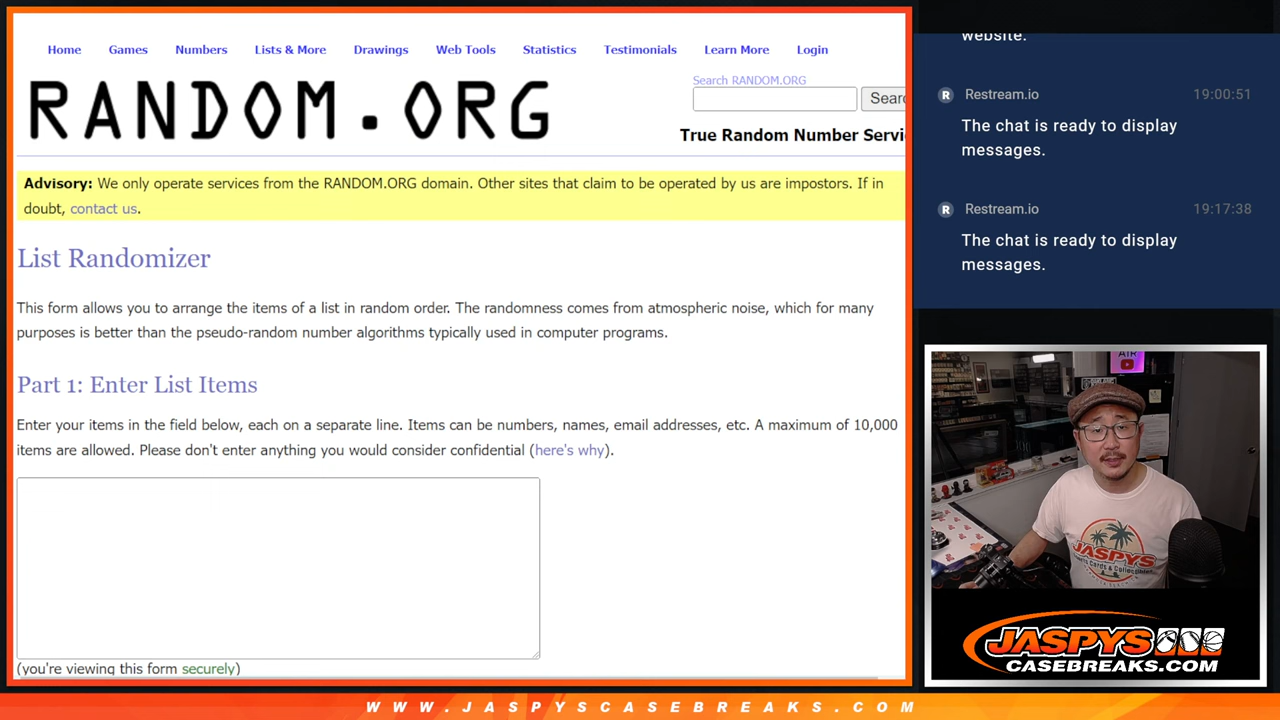 Home Games Numbers Lists & More Drawings Web Tools Statistics Testimonials Learn More Login
RANDOM.ORG
Search RANDOM.ORG
Searc
True Random Number Servi
Advisory: We only operate services from the RANDOM.ORG domain. Other sites that claim to be operated by us are impostors. If in
doubt, contact us.
List Randomizer
This form allows you to arrange the items of a list in random order. The randomness comes from atmospheric noise, which for many
purposes is better than the pseudo-random number algorithms typically used in computer programs.
Part 1: Enter List Items
Enter your items in the field below, each on a separate line. Items can be numbers, names, email addresses, etc. A maximum of 10,000
items are allowed. Please don't enter anything you would consider confidential (here's why).
(you're viewing this form securely)
website.
R Restream.io 19:00:51
The chat is ready to display
messages.
R Restream.io 19:17:38
The chat is ready to display
messages.
AIR
JASPYS
JASPYS
CASEBREAKS.COM
WWW.JASPYSCASEBREAKS.COM